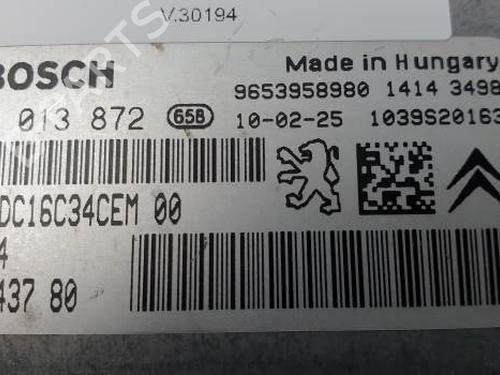 V.30194
BOSCH
Made in Hungary
9653958980 1414 3498
013 872 658 10-02-25 1039S20163
DC16C34CEM 00
4
437 80